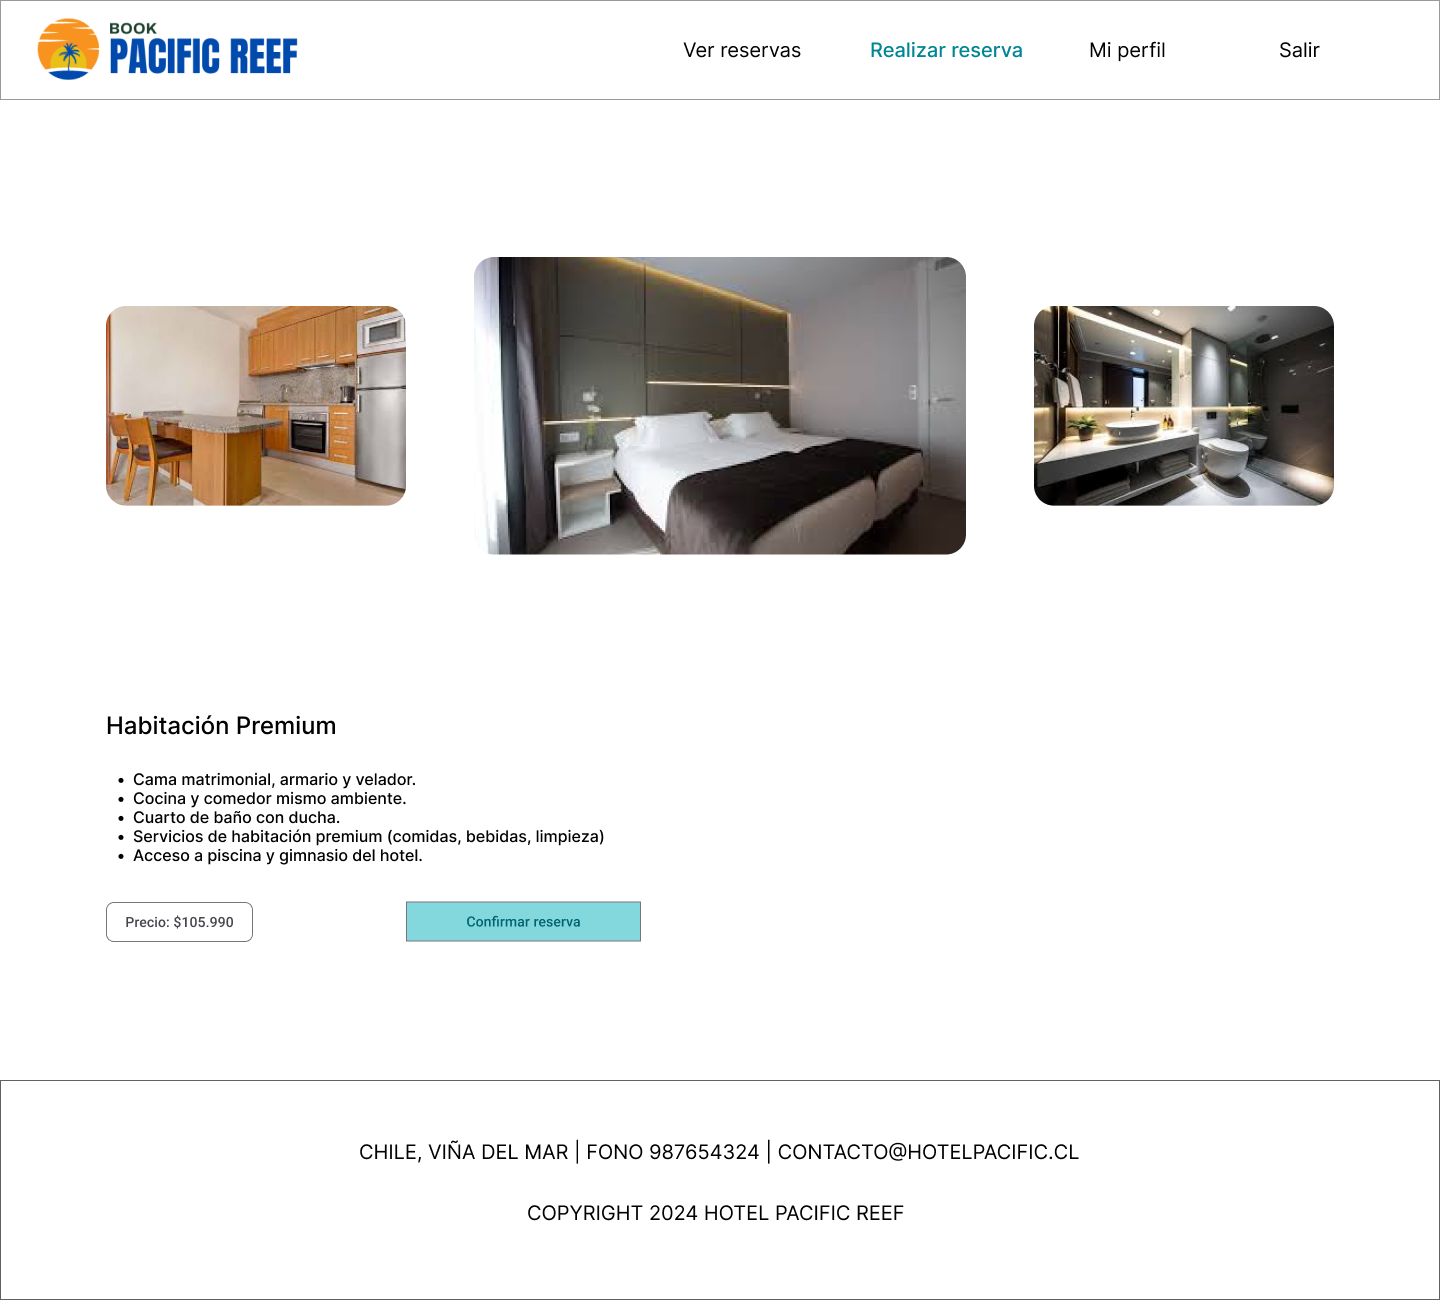 BOOK
PACIFIC REEF
Ver reservas
Realizar reserva
Mi perfil
Salir
Habitación Premium
• Cama matrimonial, armario y velador.
• Cocina y comedor mismo ambiente.
• Cuarto de baño con ducha.
• Servicios de habitación premium (comidas, bebidas, limpieza)
• Acceso a piscina y gimnasio del hotel.
Precio: $105.990
Confirmar reserva
CHILE, VIÑA DEL MAR | FONO 987654324 | CONTACTO@HOTELPACIFIC.CL
COPYRIGHT 2024 HOTEL PACIFIC REEF